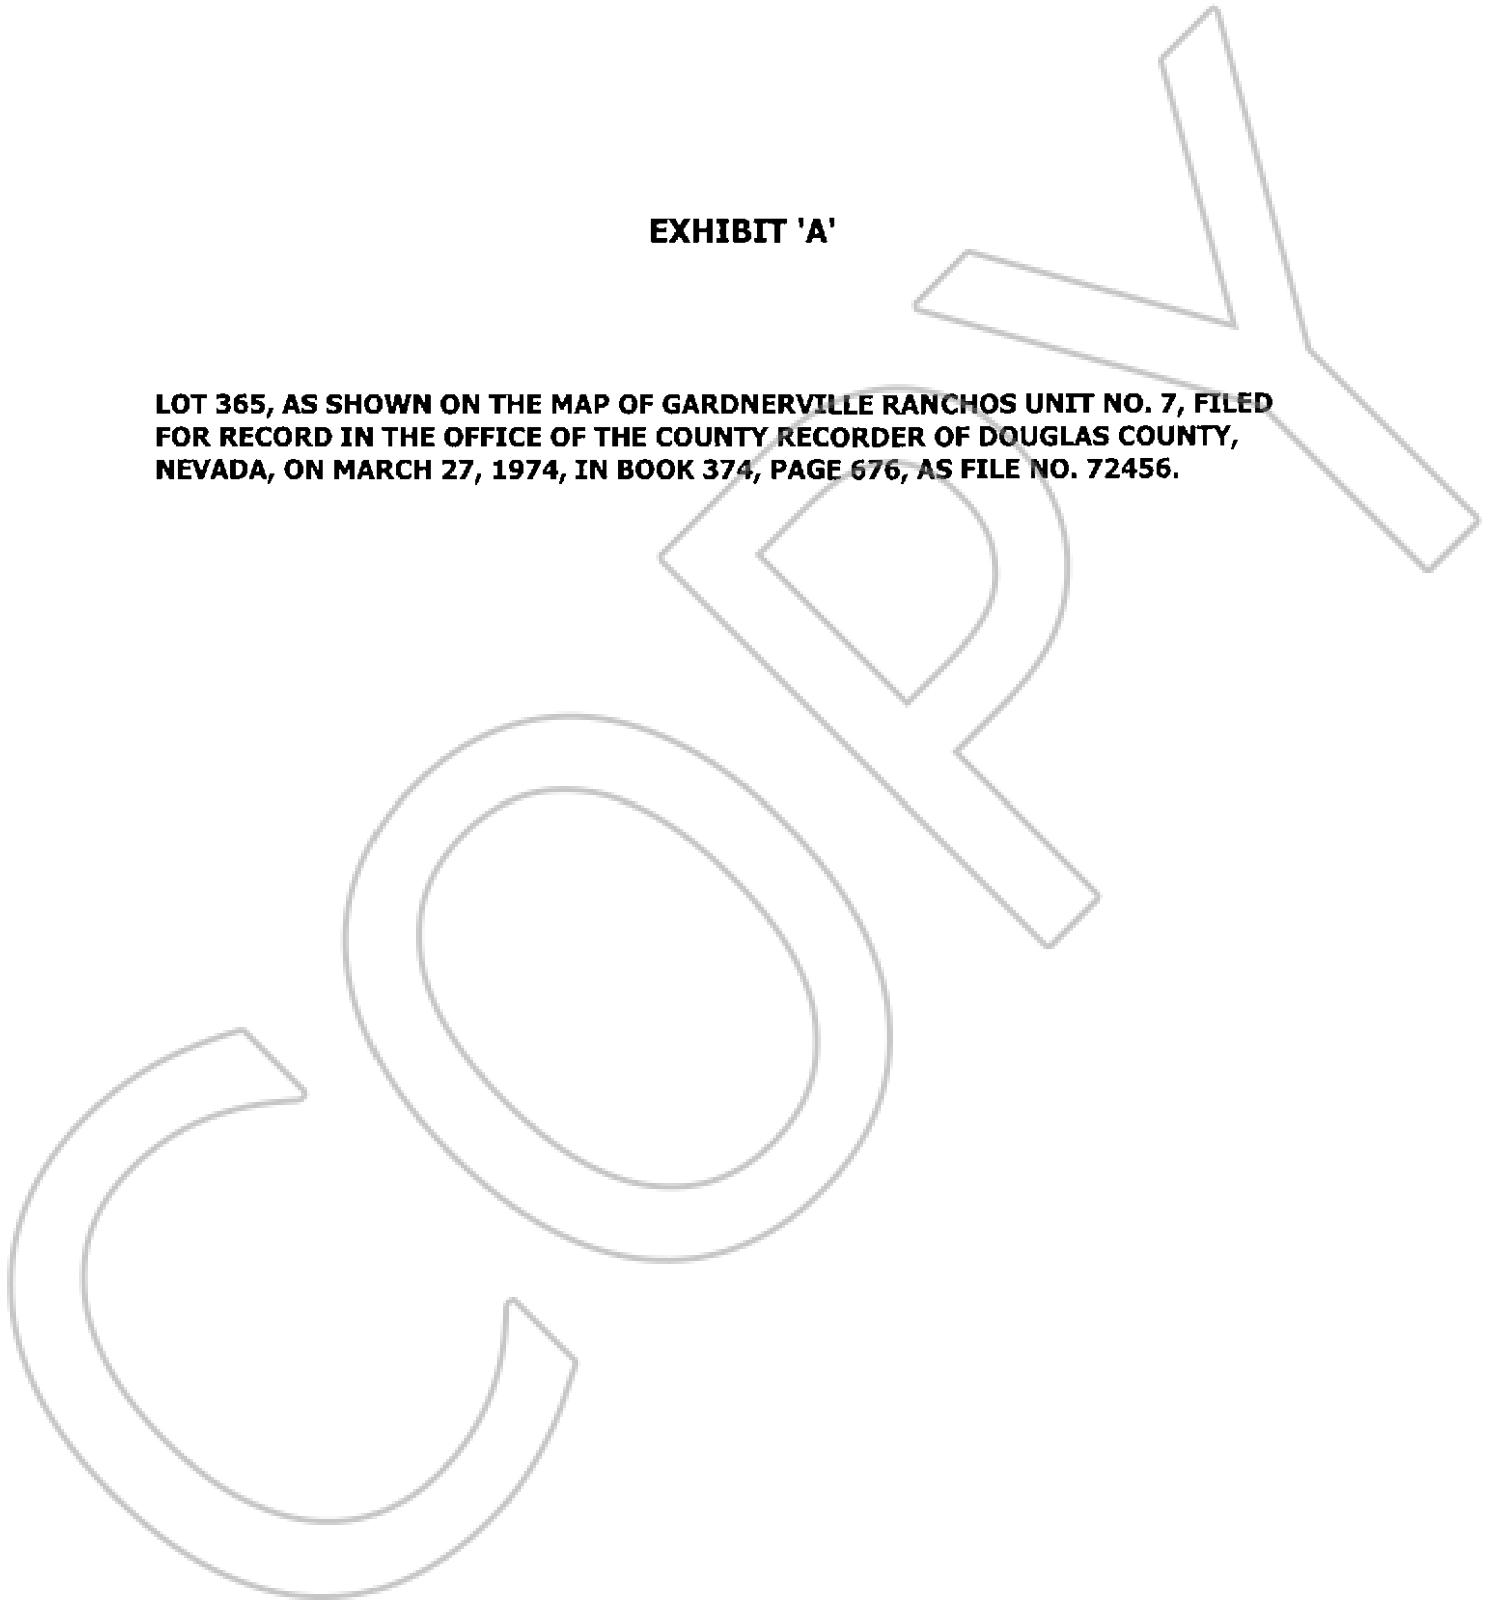 EXHIBIT 'A'
LOT 365, AS SHOWN ON THE MAP OF GARDNERVILLE RANCHOS UNIT NO. 7, FILED
FOR RECORD IN THE OFFICE OF THE COUNTY RECORDER OF DOUGLAS COUNTY,
NEVADA, ON MARCH 27, 1974, IN BOOK 374, PAGE 676, AS FILE NO. 72456.
COPY